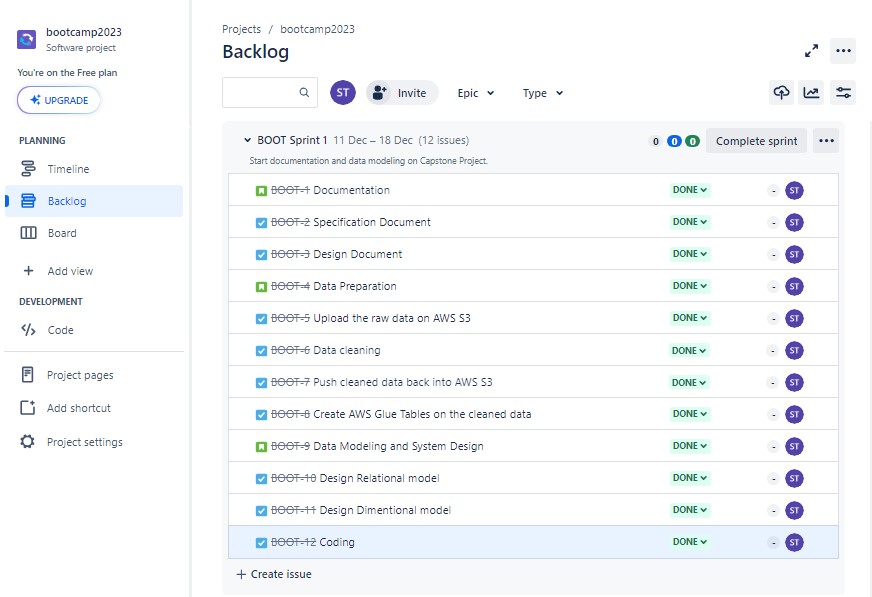 bootcamp2023
Software project
You're on the Free plan
UPGRADE
PLANNING
Timeline
Backlog
Board
Add view
DEVELOPMENT
Code
Project pages
Add shortcut
Project settings
Projects / bootcamp2023
Backlog
ST Invite Epic Type
BOOT Sprint 1 11 Dec – 18 Dec (12 issues) 0 0 0 Complete sprint
Start documentation and data modeling on Capstone Project.
BOOT-1 Documentation DONE - ST
BOOT-2 Specification Document DONE - ST
BOOT-3 Design Document DONE - ST
BOOT-4 Data Preparation DONE - ST
BOOT-5 Upload the raw data on AWS S3 DONE - ST
BOOT-6 Data cleaning DONE - ST
BOOT-7 Push cleaned data back into AWS S3 DONE - ST
BOOT-8 Create AWS Glue Tables on the cleaned data DONE - ST
BOOT-9 Data Modeling and System Design DONE - ST
BOOT-10 Design Relational model DONE - ST
BOOT-11 Design Dimentional model DONE - ST
BOOT-12 Coding DONE - ST
+ Create issue